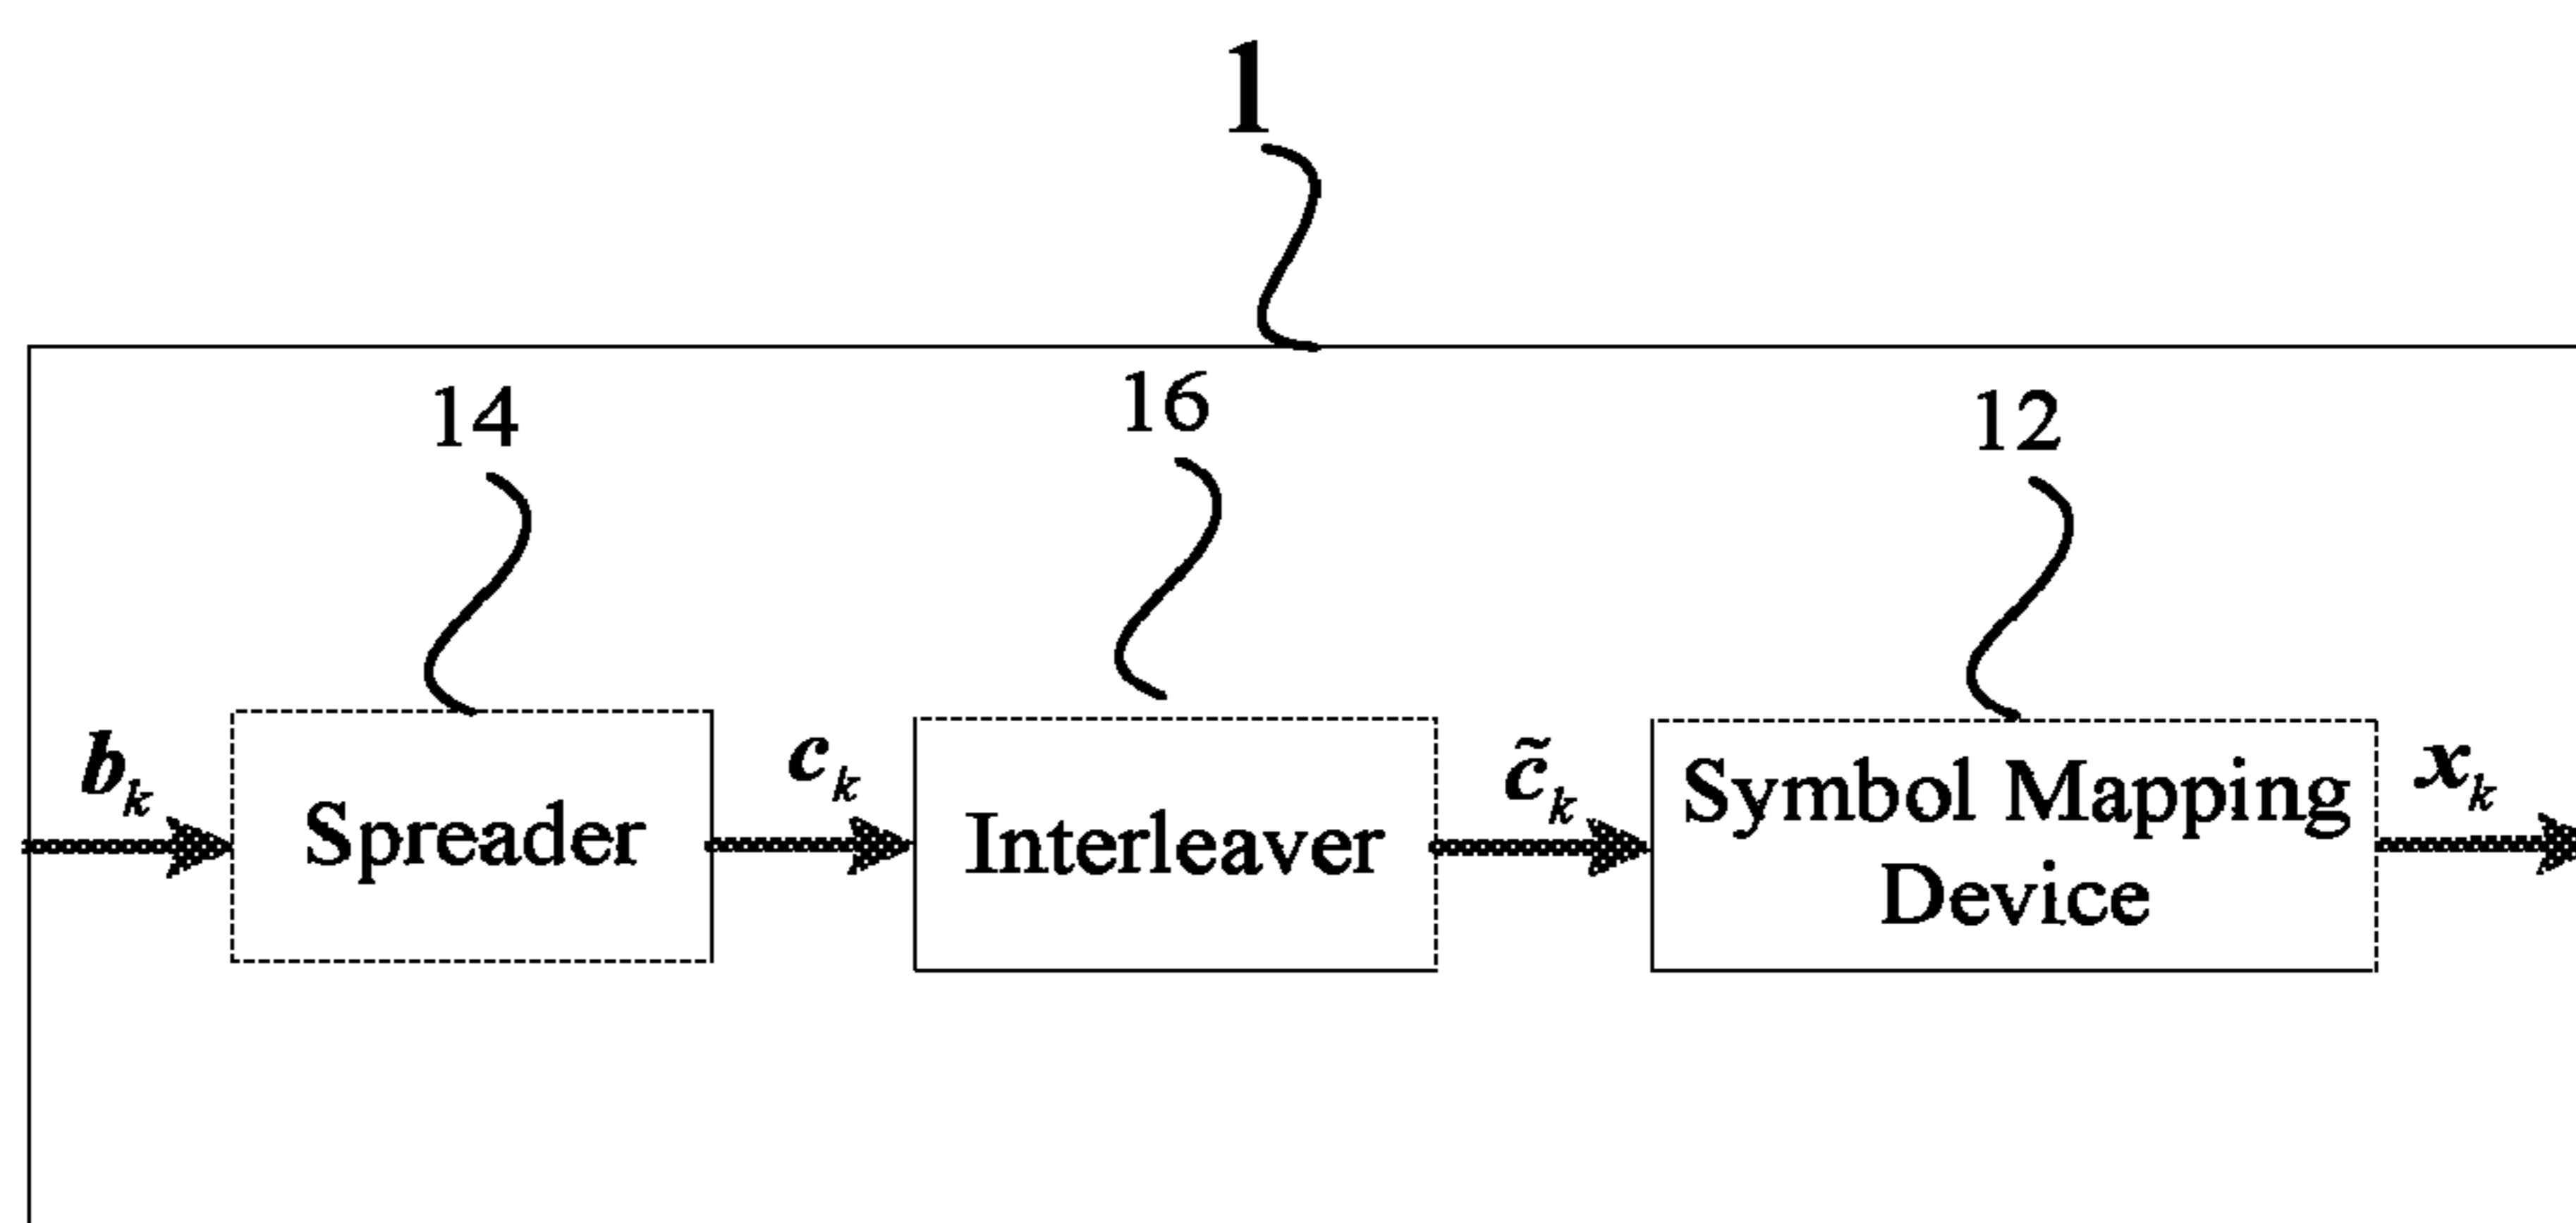 1
14
16
12
b_k
Spreader
c_k
Interleaver
c̃_k
Symbol Mapping
Device
x_k